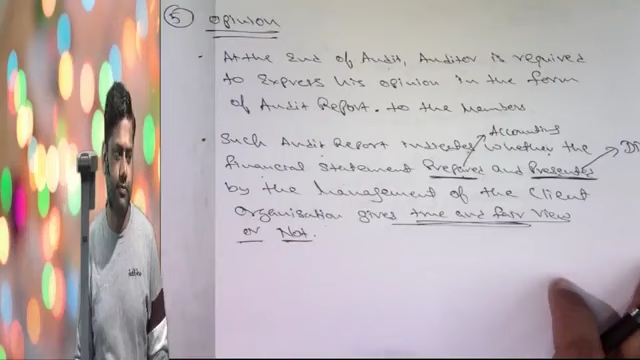 ⑤ Opinion
• At the End of Audit, Auditor is required
to Express his opinion in the form
of Audit Report. to the Members
Accounting
• Such Audit Report indicates whether the
financial statement Prepared and Presented
by the Management of the Client
Organisation gives true and fair view
or Not.